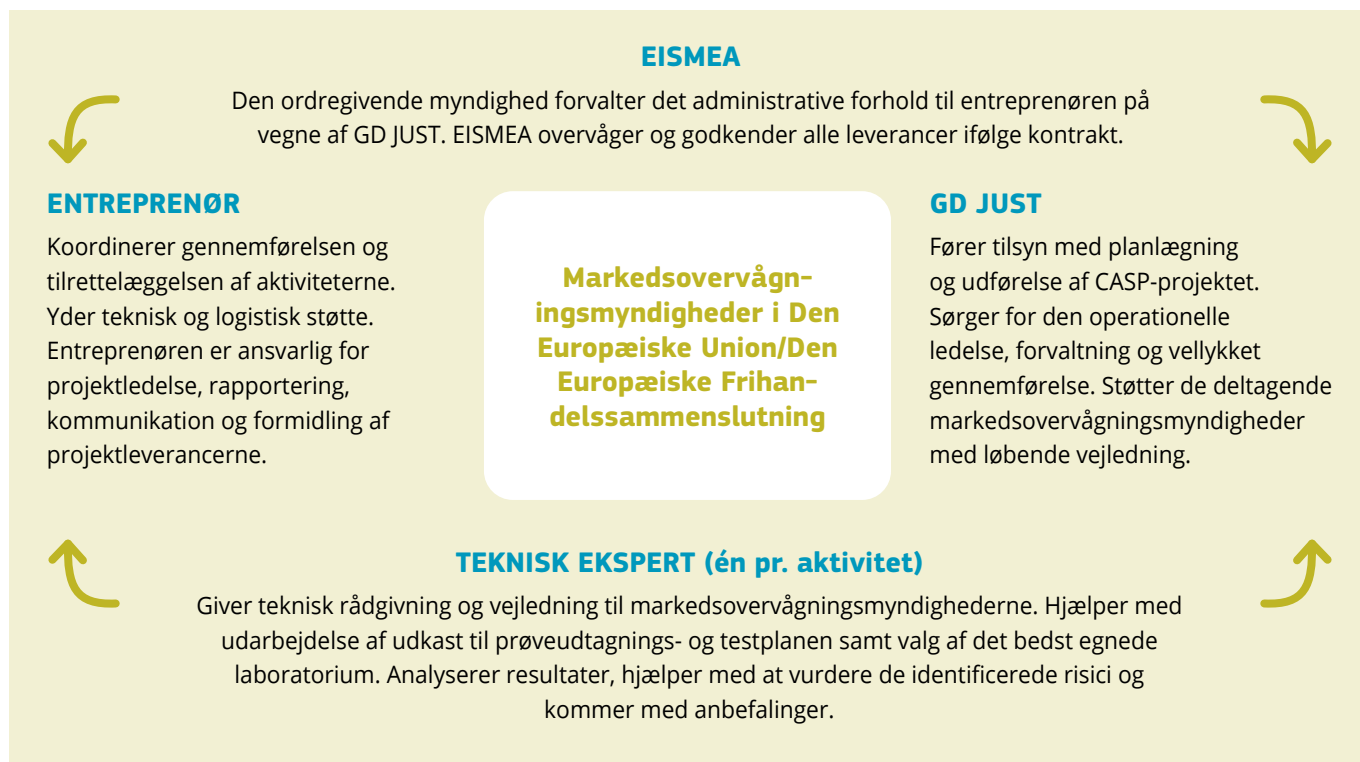 EISMEA
Den ordregivende myndighed forvalter det administrative forhold til entreprenøren på
vegne af GD JUST. EISMEA overvåger og godkender alle leverancer ifølge kontrakt.
ENTREPRENØR
Koordinerer gennemførelsen og
tilrettelæggelsen af aktiviteterne.
Yder teknisk og logistisk støtte.
Entreprenøren er ansvarlig for
projektledelse, rapportering,
kommunikation og formidling af
projektleverancerne.
Markedsovervågn-
ingsmyndigheder i Den
Europæiske Union/Den
Europæiske Frihan-
delssammenslutning
GD JUST
Fører tilsyn med planlægning
og udførelse af CASP-projektet.
Sørger for den operationelle
ledelse, forvaltning og vellykket
gennemførelse. Støtter de deltagende
markedsovervågningsmyndigheder
med løbende vejledning.
TEKNISK EKSPERT (én pr. aktivitet)
Giver teknisk rådgivning og vejledning til markedsovervågningsmyndighederne. Hjælper med
udarbejdelse af udkast til prøveudtagnings- og testplanen samt valg af det bedst egnede
laboratorium. Analyserer resultater, hjælper med at vurdere de identificerede risici og
kommer med anbefalinger.